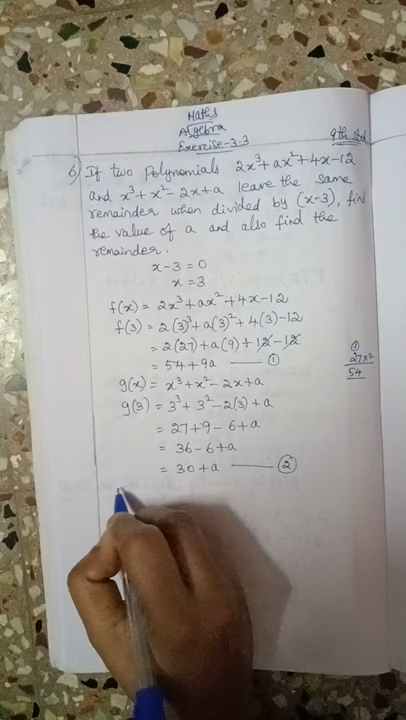 Maths
Algebra
Exercise-3.3
9th std
6) If two polynomials 2x³+ax²+4x-12
and x³+x²-2x+a leave the same
remainder when divided by (x-3), find
the value of a and also find the
remainder.
x-3=0
x=3
f(x) = 2x³+ax²+4x-12
f(3) = 2(3)³+a(3)²+4(3)-12
= 2(27)+a(9)+12-12
= 54+9a ①
① 27×2
54
g(x) = x³+x²-2x+a
g(3) = 3³+3²-2(3)+a
= 27+9-6+a
= 36-6+a
= 30+a ②